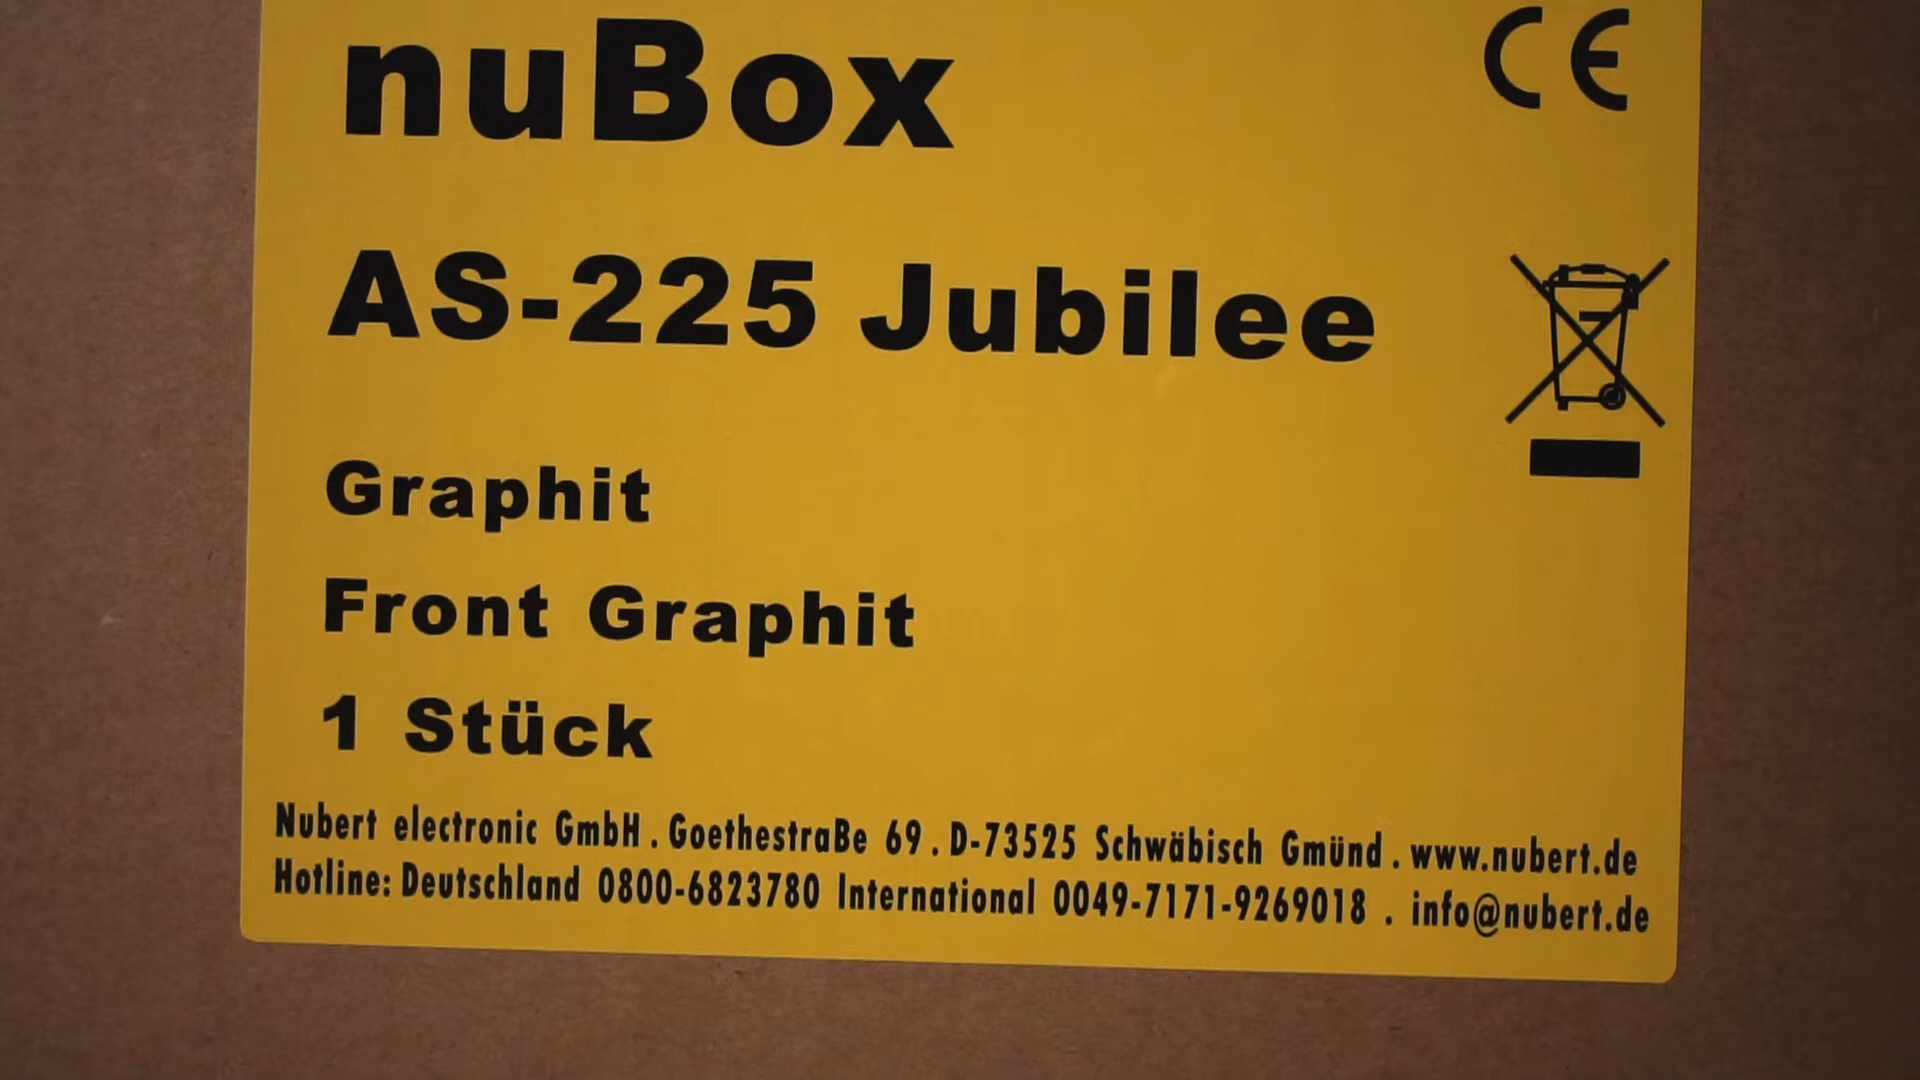 nuBox
CE
AS-225 Jubilee
Graphit
Front Graphit
1 Stück
Nubert electronic GmbH . GoethestraBe 69 . D-73525 Schwäbisch Gmünd . www.nubert.de
Hotline: Deutschland 0800-6823780 International 0049-7171-9269018 . info@nubert.de